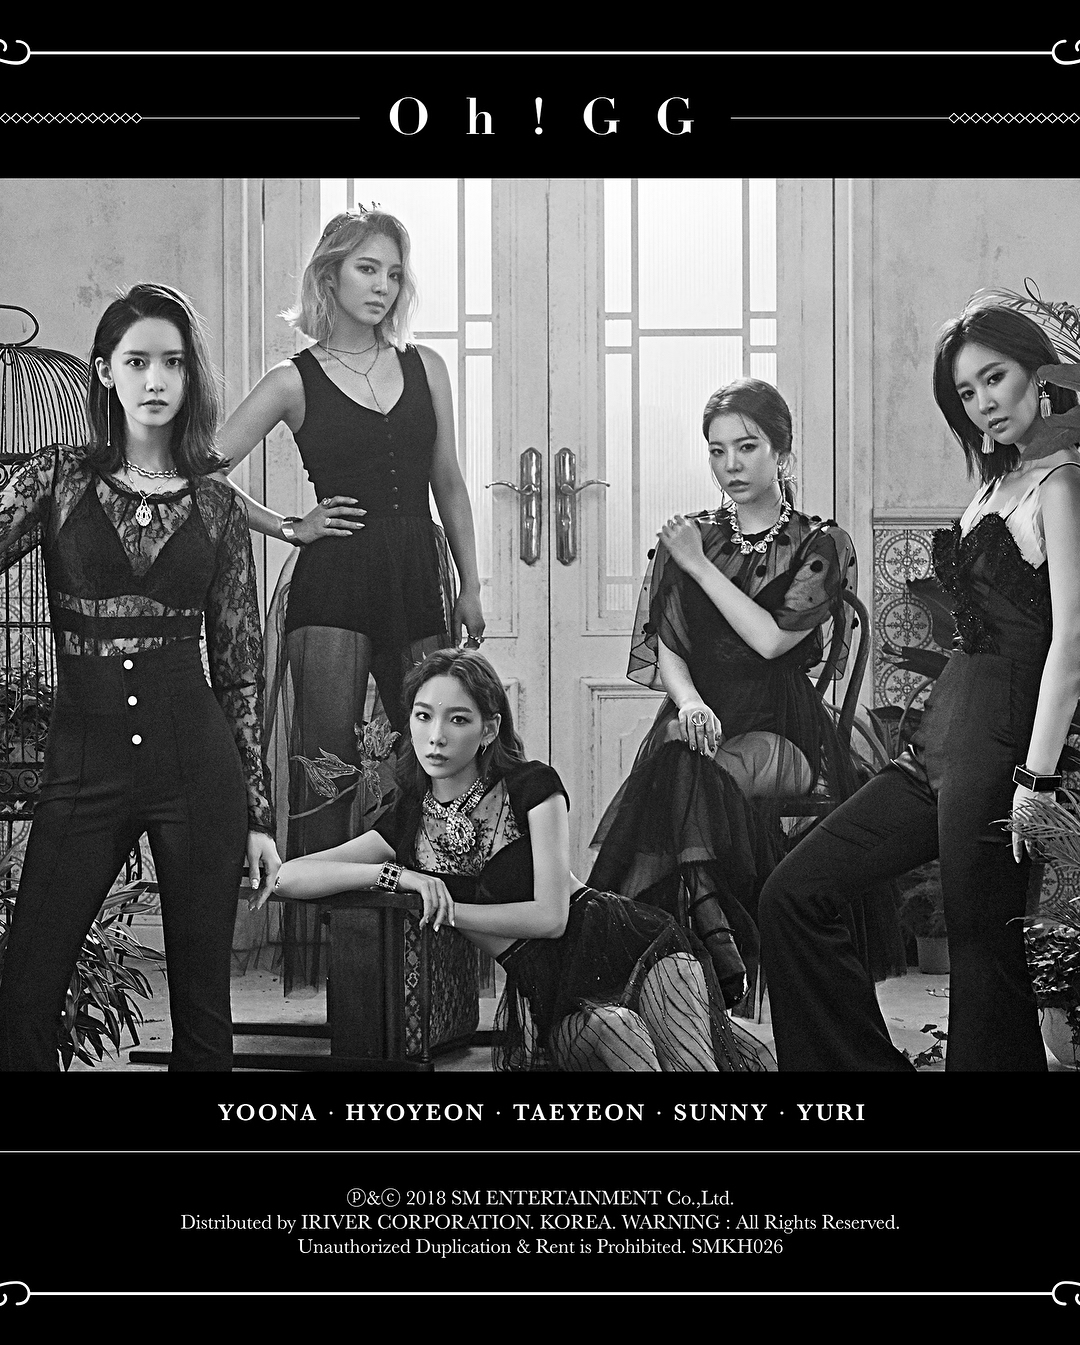 Oh!GG
YOONA · HYOYEON · TAEYEON · SUNNY · YURI
ⓟ&ⓒ 2018 SM ENTERTAINMENT Co.,Ltd.
Distributed by IRIVER CORPORATION. KOREA. WARNING : All Rights Reserved.
Unauthorized Duplication & Rent is Prohibited. SMKH026